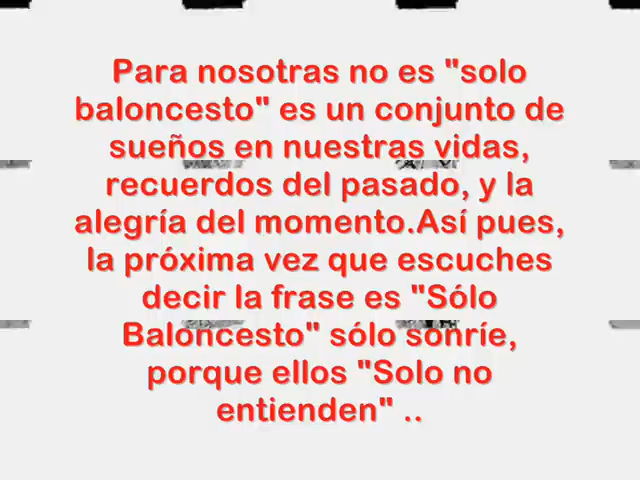 Para nosotras no es "solo
baloncesto" es un conjunto de
sueños en nuestras vidas,
recuerdos del pasado, y la
alegría del momento.Así pues,
la próxima vez que escuches
decir la frase es "Sólo
Baloncesto" sólo sonríe,
porque ellos "Solo no
entienden" ..